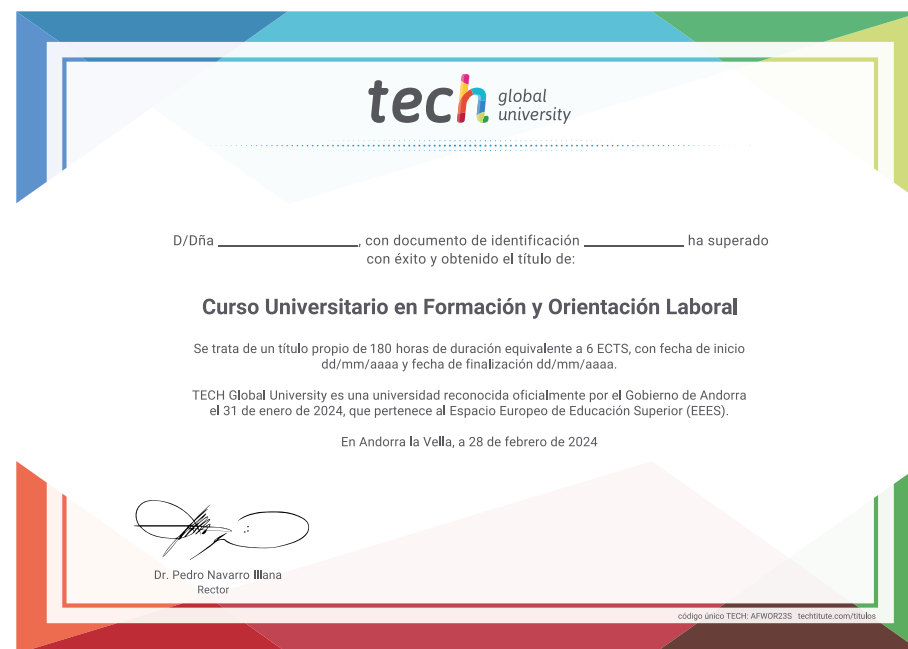 tech global university
D/Dña ______________, con documento de identificación __________ ha superado
con éxito y obtenido el título de:
Curso Universitario en Formación y Orientación Laboral
Se trata de un título propio de 180 horas de duración equivalente a 6 ECTS, con fecha de inicio
dd/mm/aaaa y fecha de finalización dd/mm/aaaa.
TECH Global University es una universidad reconocida oficialmente por el Gobierno de Andorra
el 31 de enero de 2024, que pertenece al Espacio Europeo de Educación Superior (EEES).
En Andorra la Vella, a 28 de febrero de 2024
Dr. Pedro Navarro Illana
Rector
código único TECH: AFWOR23S techtitute.com/titulos